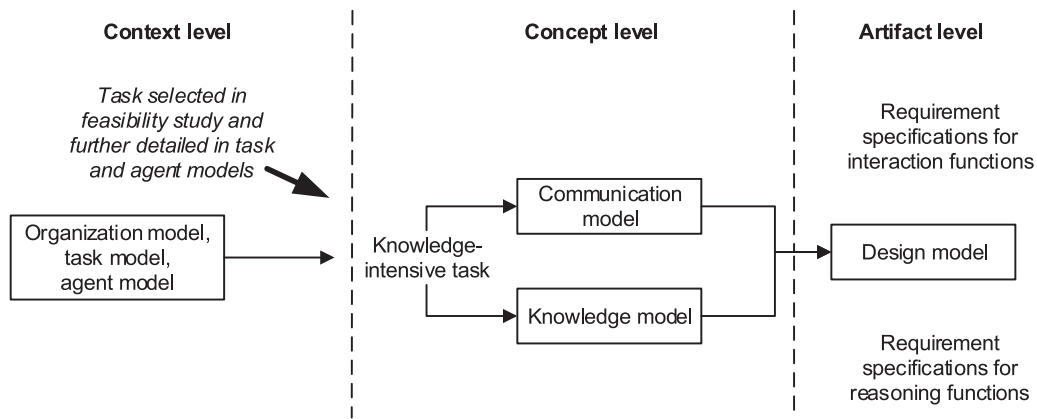 Context level
Concept level
Artifact level
Task selected in
feasibility study and
further detailed in task
and agent models
Organization model,
task model,
agent model
Knowledge-
intensive task
Communication
model
Knowledge model
Requirement
specifications for
interaction functions
Design model
Requirement
specifications for
reasoning functions